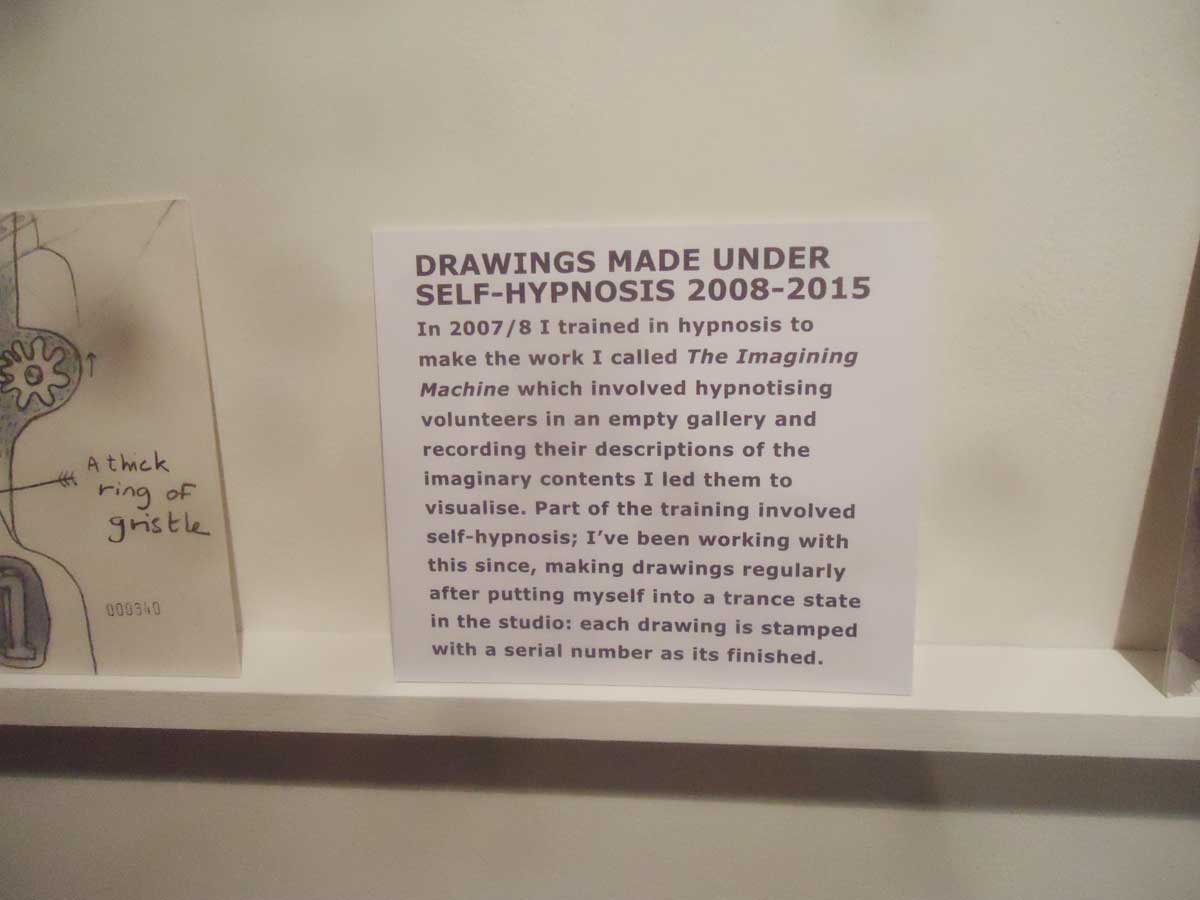 A thick
ring of
gristle
000340
DRAWINGS MADE UNDER
SELF-HYPNOSIS 2008-2015
In 2007/8 I trained in hypnosis to
make the work I called The Imagining
Machine which involved hypnotising
volunteers in an empty gallery and
recording their descriptions of the
imaginary contents I led them to
visualise. Part of the training involved
self-hypnosis; I've been working with
this since, making drawings regularly
after putting myself into a trance state
in the studio: each drawing is stamped
with a serial number as its finished.